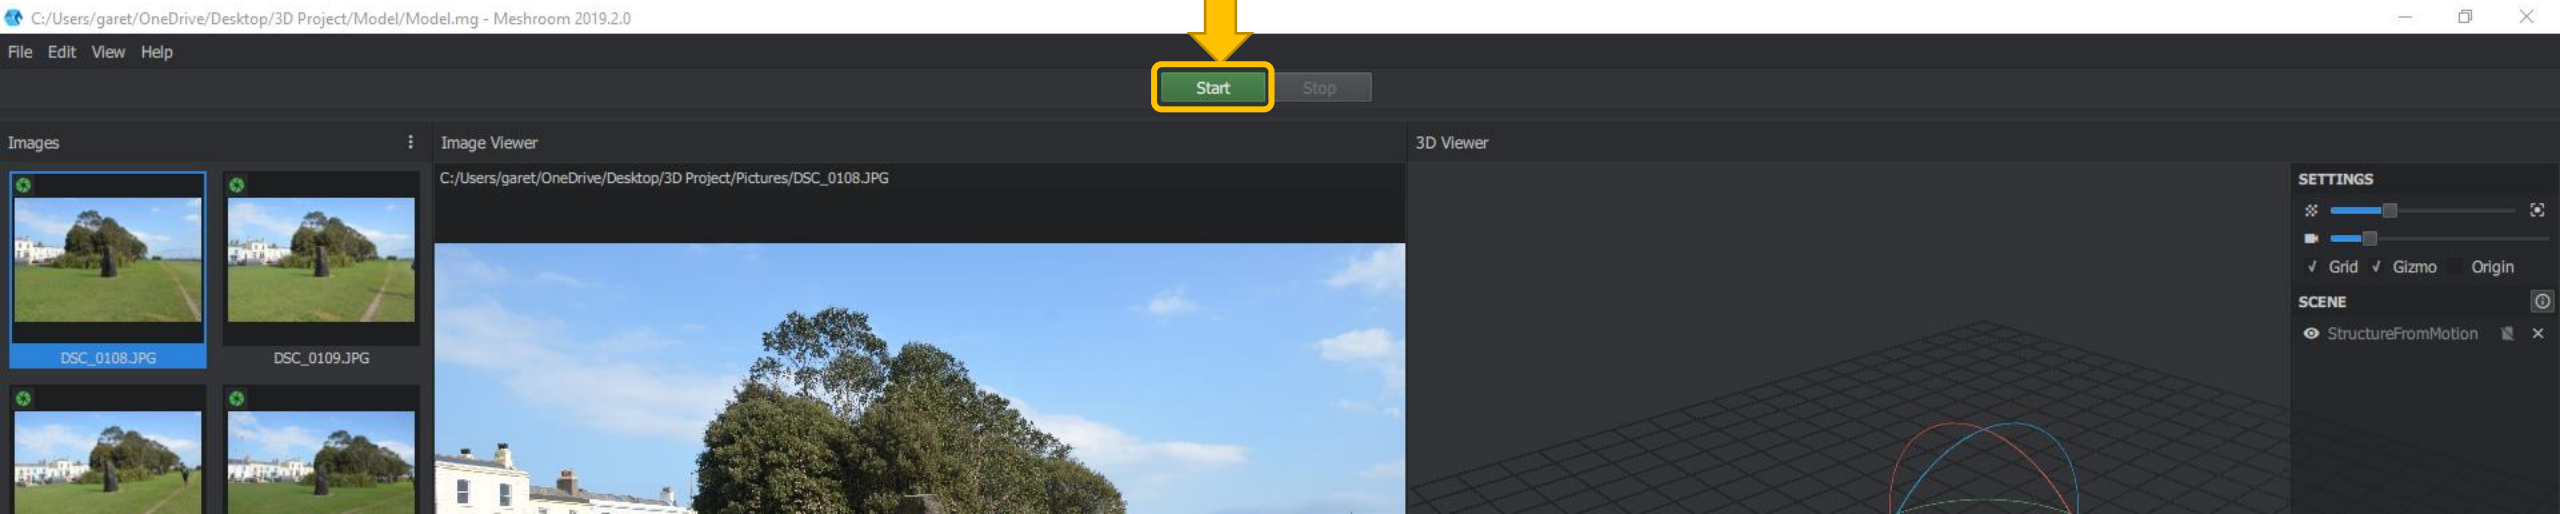 C:/Users/garet/OneDrive/Desktop/3D Project/Model/Model.mg - Meshroom 2019.2.0
File Edit View Help
Start Stop
Images
Image Viewer
3D Viewer
C:/Users/garet/OneDrive/Desktop/3D Project/Pictures/DSC_0108.JPG
DSC_0108.JPG
DSC_0109.JPG
SETTINGS
√ Grid √ Gizmo Origin
SCENE
StructureFromMotion